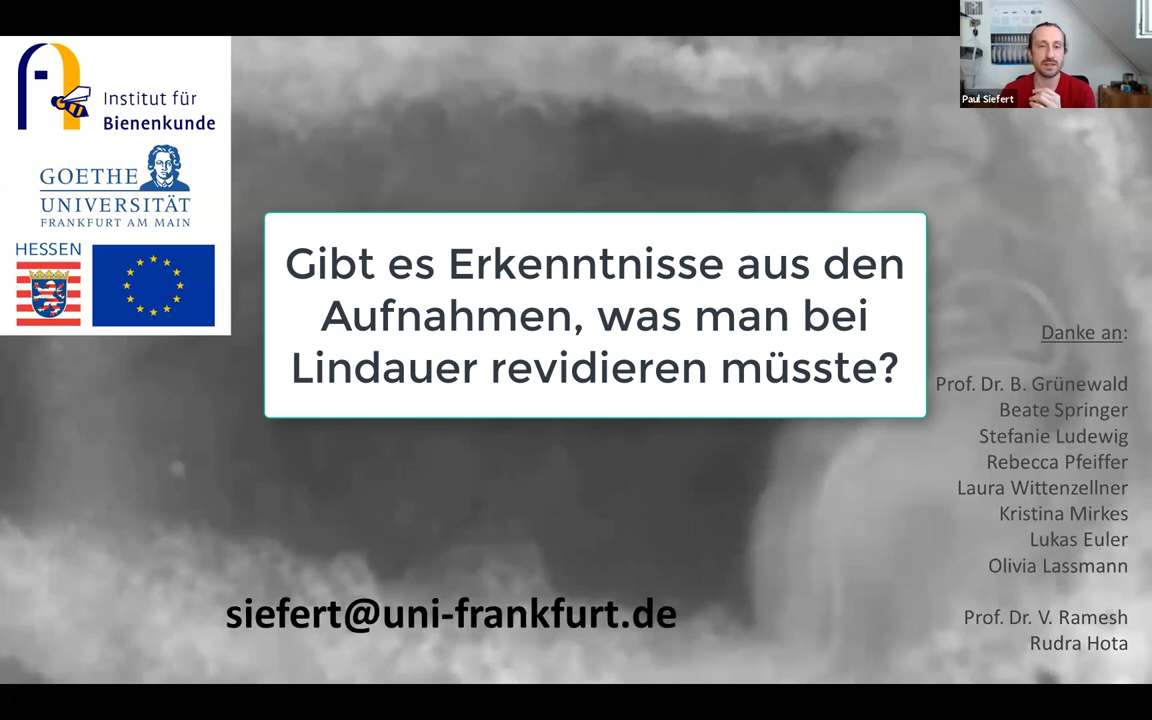 Paul Siefert
Institut für
Bienenkunde
GOETHE
UNIVERSITÄT
FRANKFURT AM MAIN
HESSEN
Gibt es Erkenntnisse aus den
Aufnahmen, was man bei
Lindauer revidieren müsste?
Danke an:
Prof. Dr. B. Grünewald
Beate Springer
Stefanie Ludewig
Rebecca Pfeiffer
Laura Wittenzellner
Kristina Mirkes
Lukas Euler
Olivia Lassmann
Prof. Dr. V. Ramesh
Rudra Hota
siefert@uni-frankfurt.de